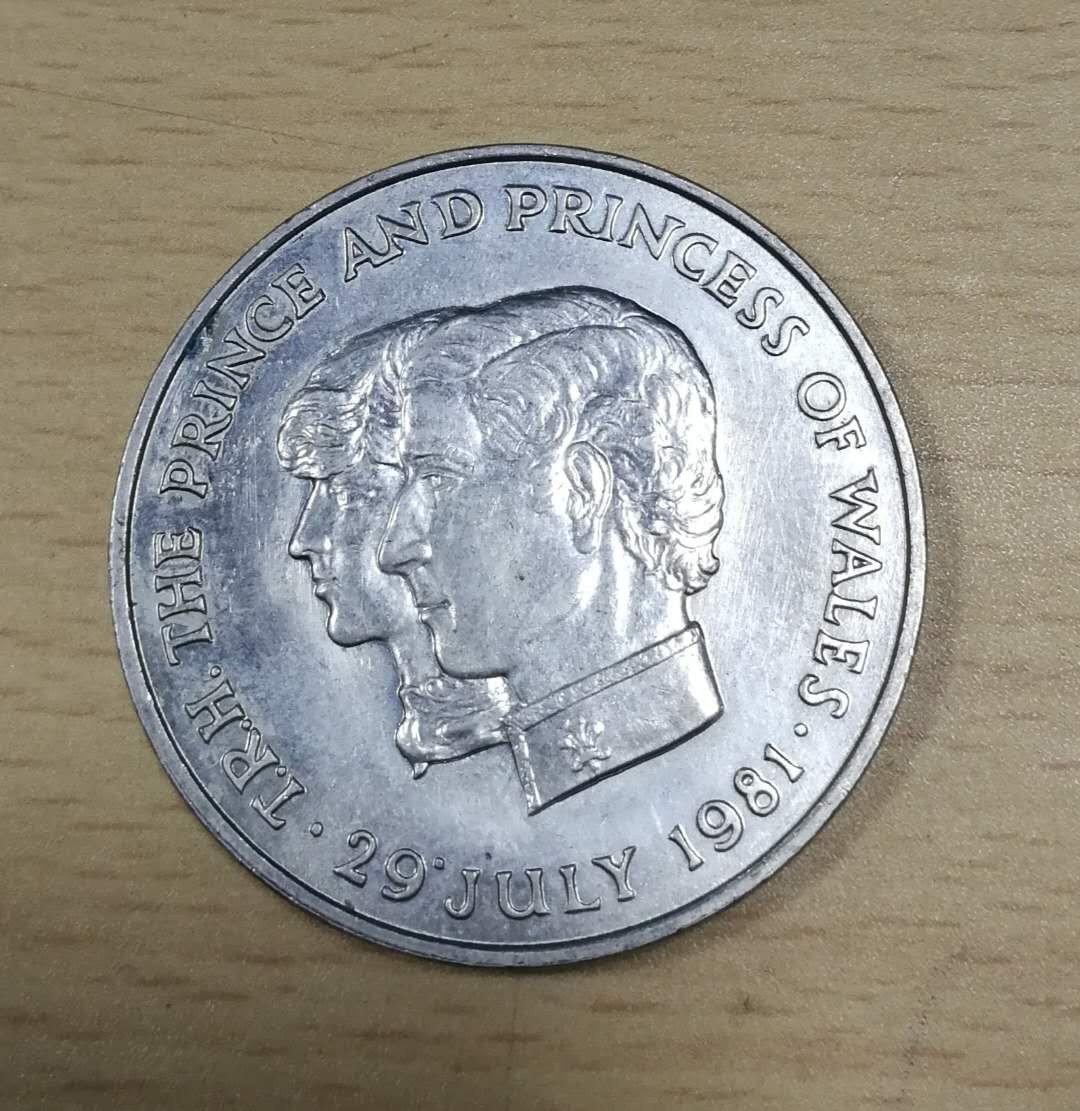 T.R.H. THE PRINCE AND PRINCESS OF WALES ·
29 · JULY 1981 ·